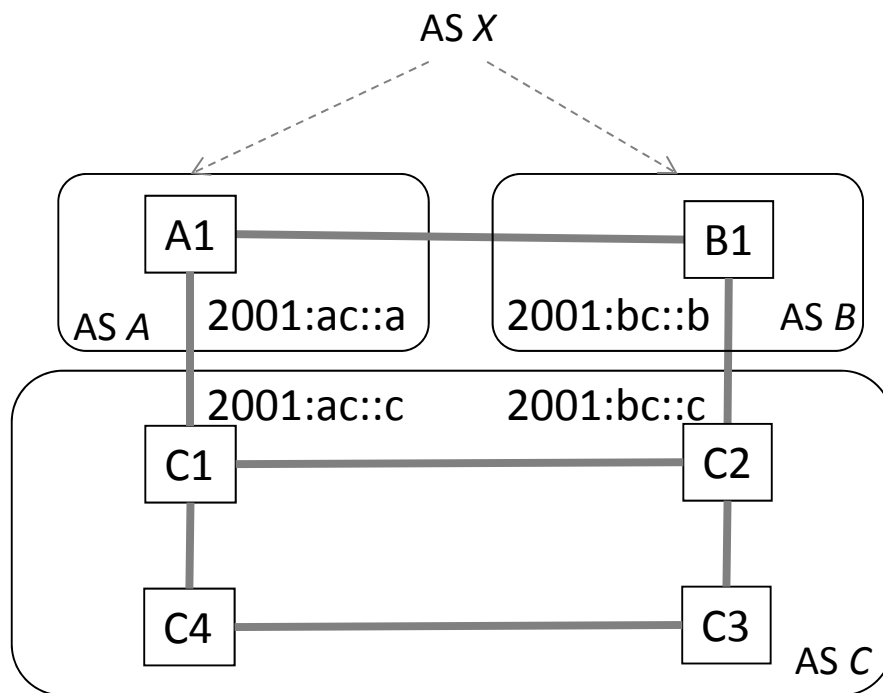 AS X
A1
B1
AS A
2001:ac::a
2001:bc::b
AS B
2001:ac::c
2001:bc::c
C1
C2
C4
C3
AS C